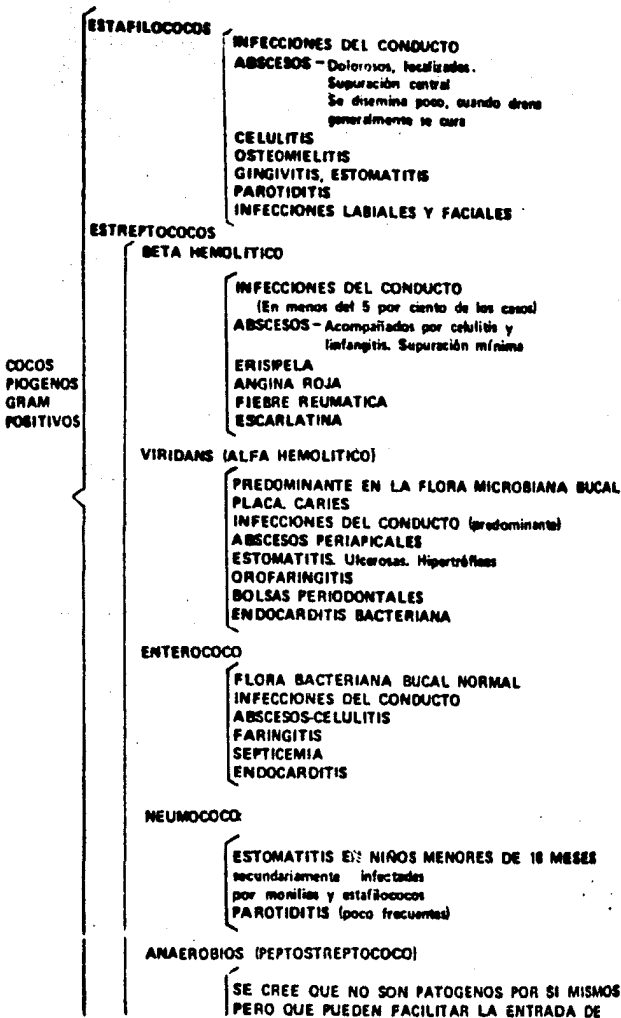 ESTAFILOCOCOS
INFECCIONES DEL CONDUCTO
ABSCESOS - Dolorosos, localizados.
Supuración central
Se disemina poco, cuando drena
generalmente se cura
CELULITIS
OSTEOMIELITIS
GINGIVITIS, ESTOMATITIS
PAROTIDITIS
INFECCIONES LABIALES Y FACIALES
ESTREPTOCOCOS
BETA HEMOLITICO
INFECCIONES DEL CONDUCTO
(En menos del 5 por ciento de los casos)
ABSCESOS - Acompañados por celulitis y
linfangitis. Supuración mínima
ERISIPELA
ANGINA ROJA
FIEBRE REUMATICA
ESCARLATINA
COCOS
PIOGENOS
GRAM
POSITIVOS
VIRIDANS (ALFA HEMOLITICO)
PREDOMINANTE EN LA FLORA MICROBIANA BUCAL
PLACA. CARIES
INFECCIONES DEL CONDUCTO (predominante)
ABSCESOS PERIAPICALES
ESTOMATITIS. Ulcerosas. Hipertróficas
OROFARINGITIS
BOLSAS PERIODONTALES
ENDOCARDITIS BACTERIANA
ENTEROCOCO
FLORA BACTERIANA BUCAL NORMAL
INFECCIONES DEL CONDUCTO
ABSCESOS-CELULITIS
FARINGITIS
SEPTICEMIA
ENDOCARDITIS
NEUMOCOCO:
ESTOMATITIS EN NIÑOS MENORES DE 18 MESES
secundariamente infectadas
por monilias y estafilococos
PAROTIDITIS (poco frecuentes)
ANAEROBIOS (PEPTOSTREPTOCOCO)
SE CREE QUE NO SON PATOGENOS POR SI MISMOS
PERO QUE PUEDEN FACILITAR LA ENTRADA DE